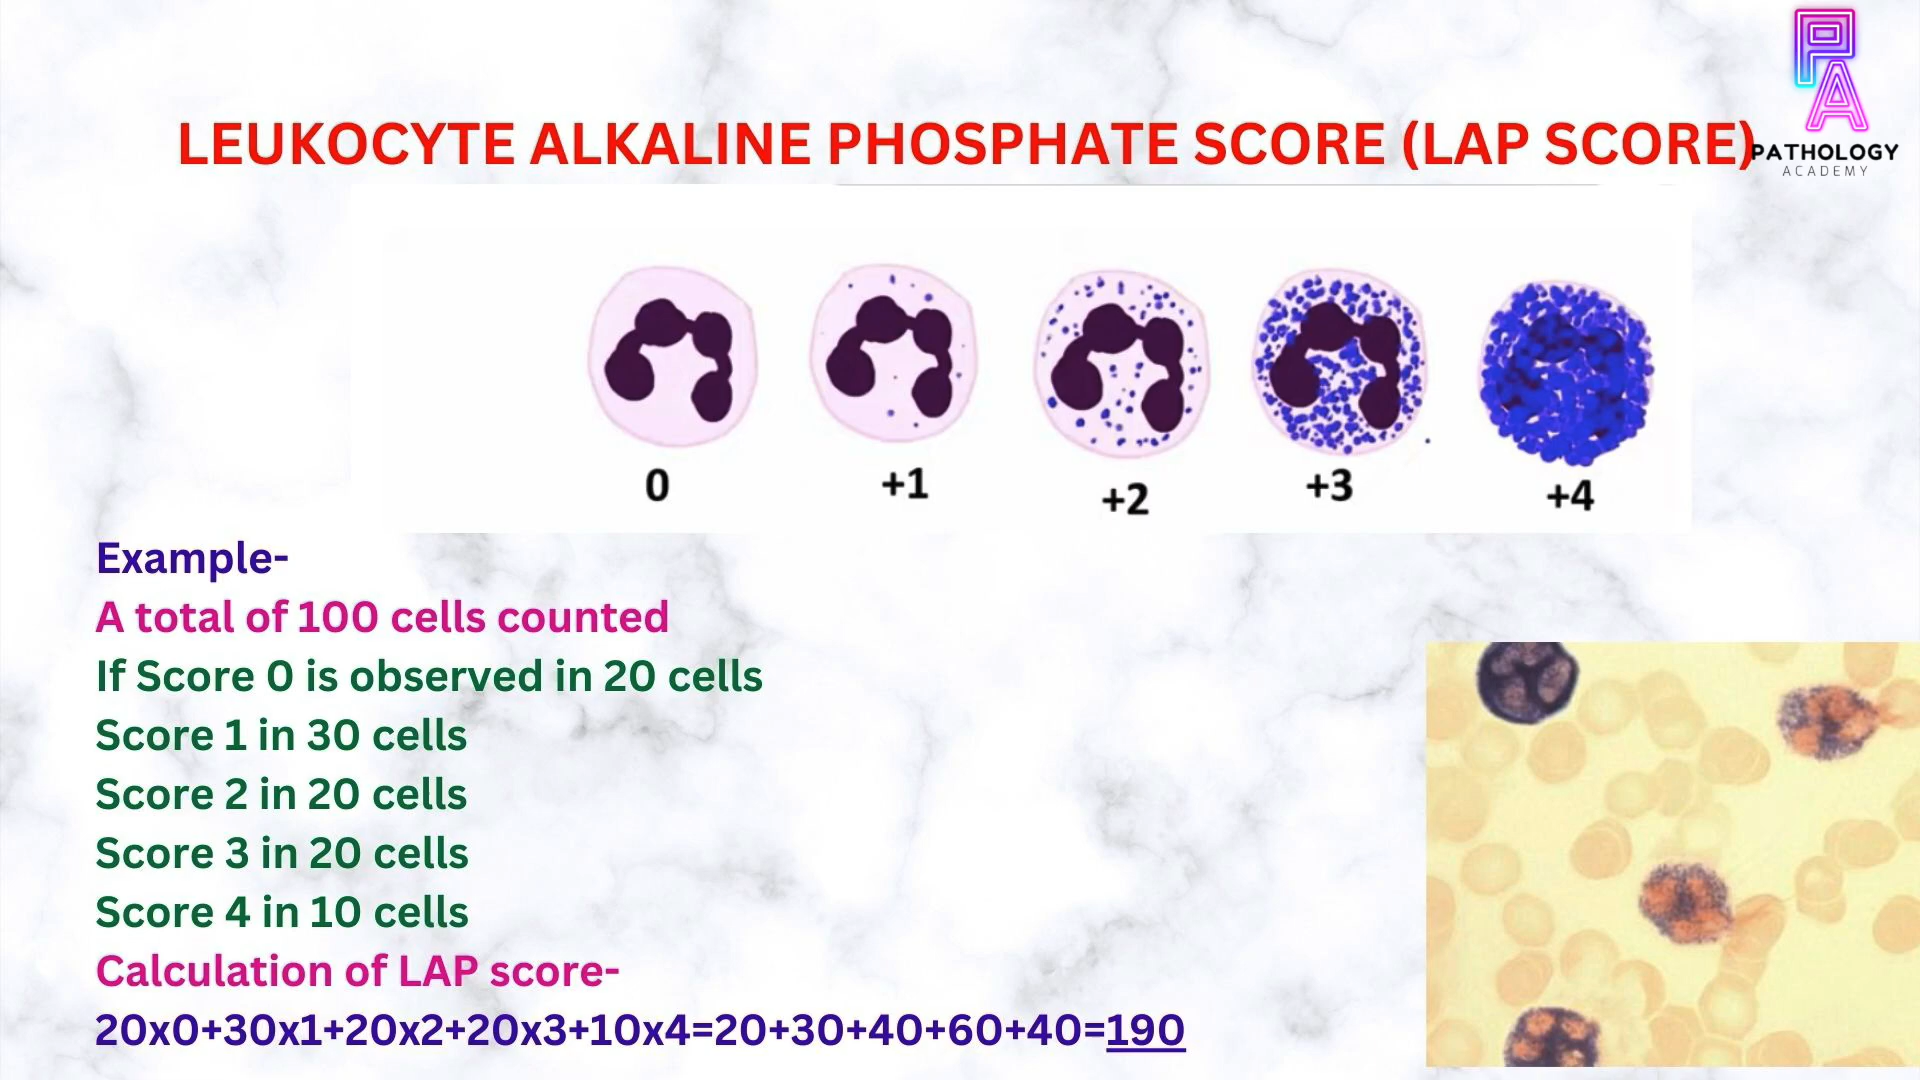 PA
PATHOLOGY
ACADEMY
LEUKOCYTE ALKALINE PHOSPHATE SCORE (LAP SCORE)
0
+1
+2
+3
+4
Example-
A total of 100 cells counted
If Score 0 is observed in 20 cells
Score 1 in 30 cells
Score 2 in 20 cells
Score 3 in 20 cells
Score 4 in 10 cells
Calculation of LAP score-
20x0+30x1+20x2+20x3+10x4=20+30+40+60+40=190